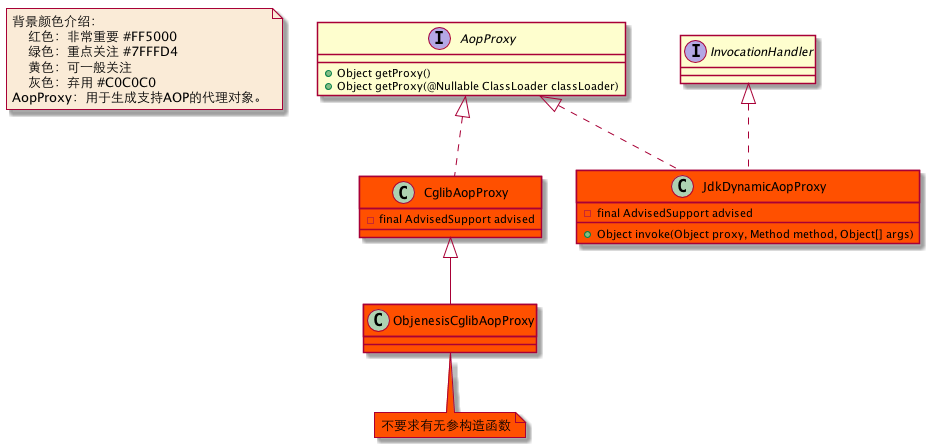 背景颜色介绍：
红色：非常重要 #FF5000
绿色：重点关注 #7FFFD4
黄色：可一般关注
灰色：弃用 #C0C0C0
AopProxy：用于生成支持AOP的代理对象。
I AopProxy
Object getProxy()
Object getProxy(@Nullable ClassLoader classLoader)
I InvocationHandler
C CglibAopProxy
final AdvisedSupport advised
C JdkDynamicAopProxy
final AdvisedSupport advised
Object invoke(Object proxy, Method method, Object[] args)
C ObjenesisCglibAopProxy
不要求有无参构造函数